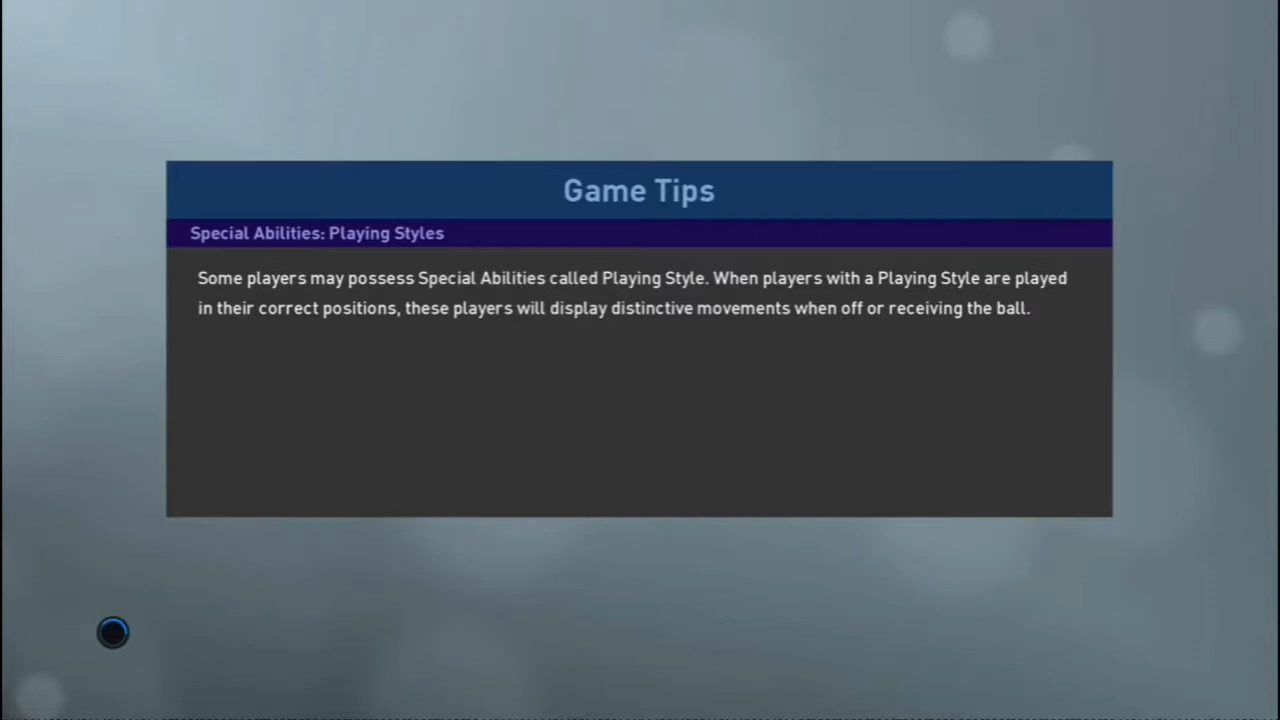 Game Tips
Special Abilities: Playing Styles
Some players may possess Special Abilities called Playing Style. When players with a Playing Style are played
in their correct positions, these players will display distinctive movements when off or receiving the ball.